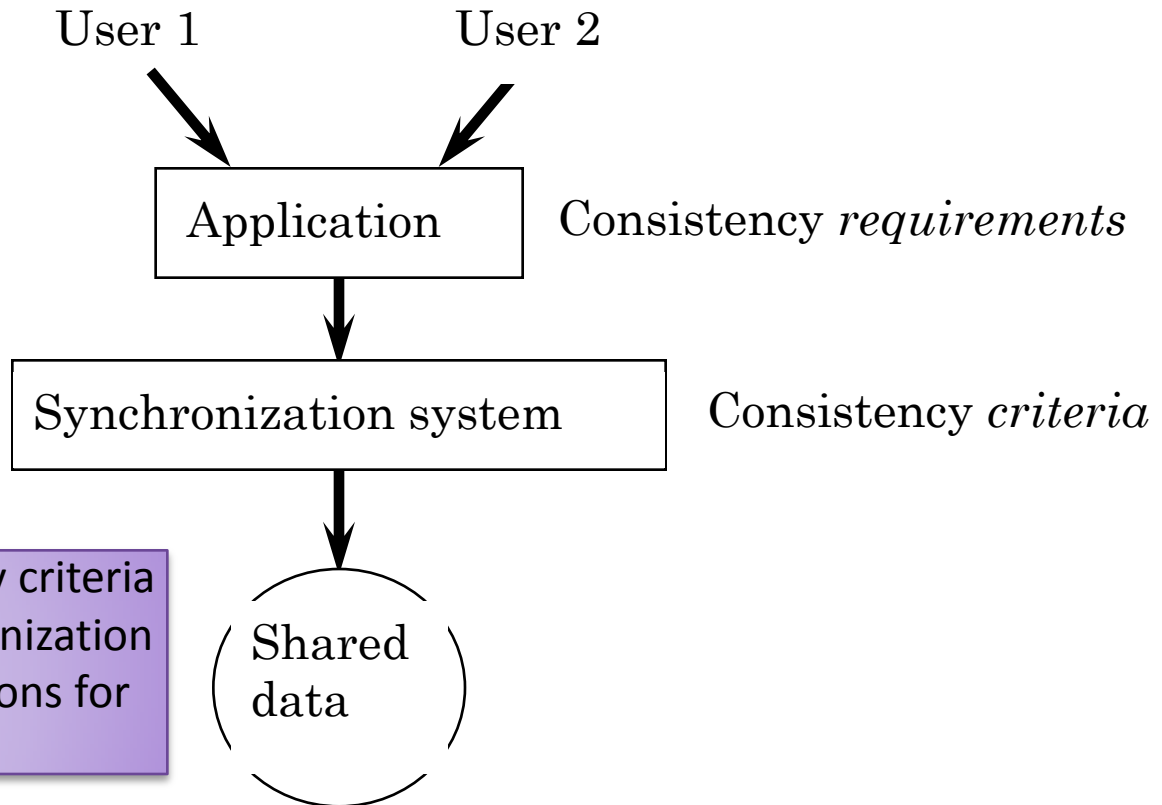 User 1 User 2
Application Consistency requirements
Synchronization system Consistency criteria
criteria
nization
ons for
Shared
data